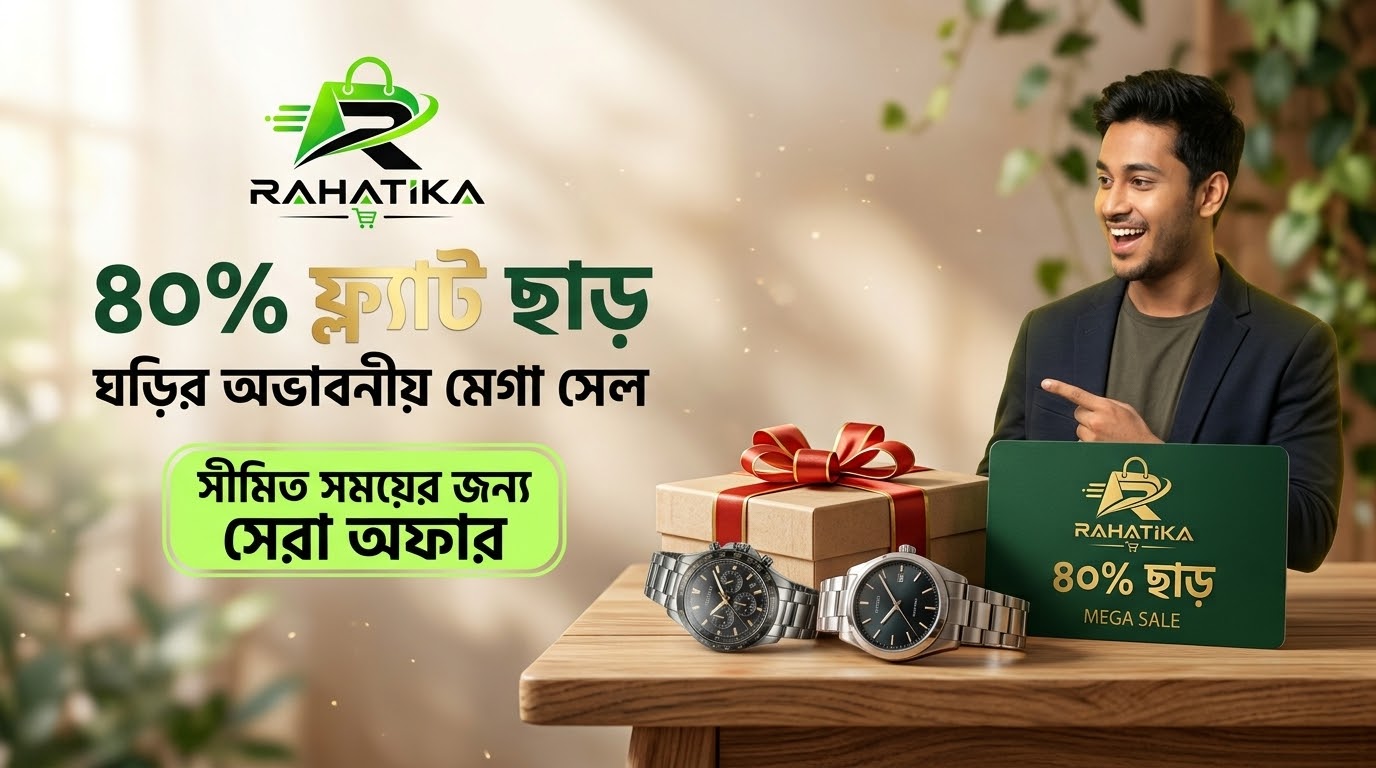 RAHATIKA
৪০% ফ্ল্যাট ছাড়
ঘড়ির অভাবনীয় মেগা সেল
সীমিত সময়ের জন্য
সেরা অফার
RAHATIKA
৪০% ছাড়
MEGA SALE